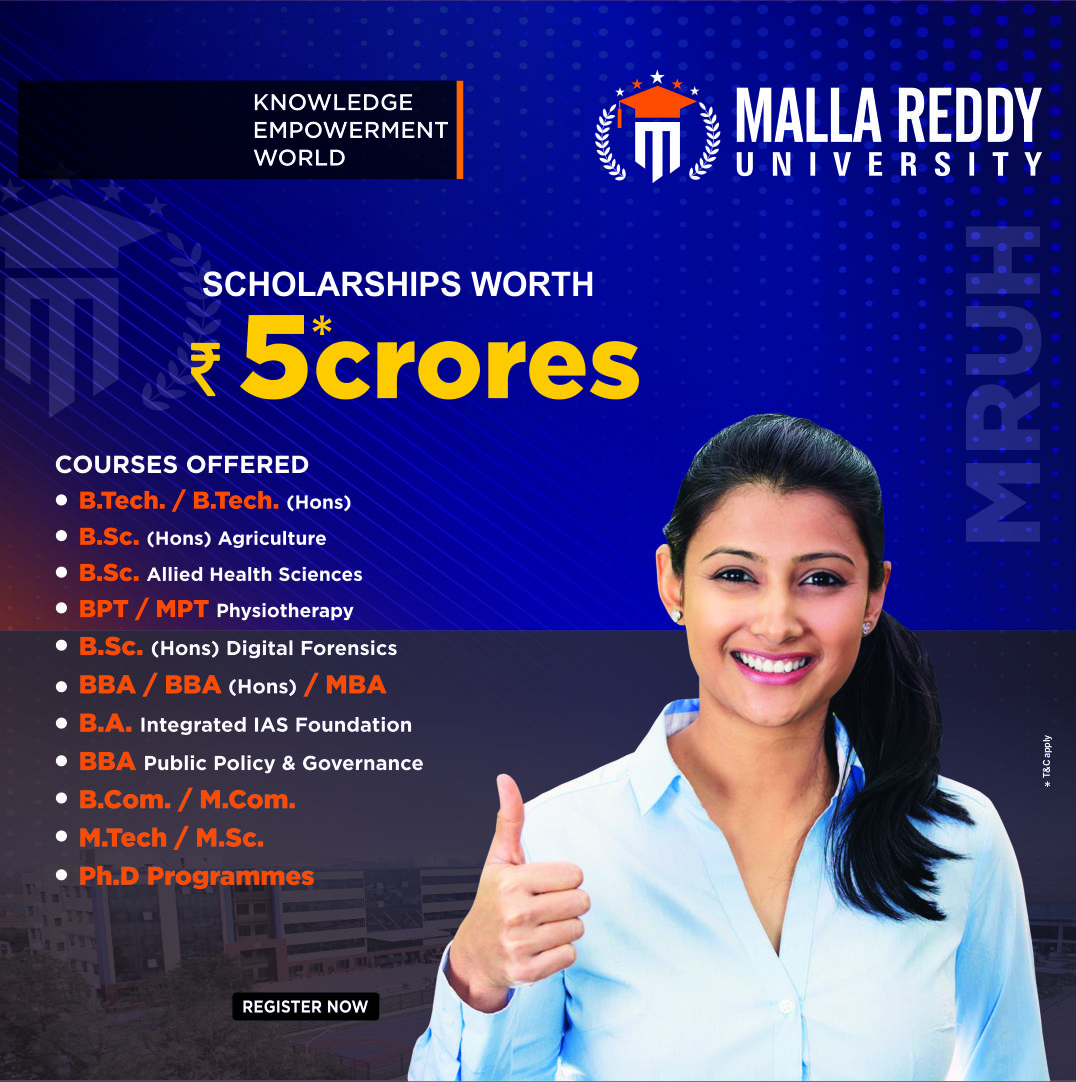 KNOWLEDGE
EMPOWERMENT
WORLD
MALLA REDDY
UNIVERSITY
MRUH
SCHOLARSHIPS WORTH
₹ 5*crores
COURSES OFFERED
• B.Tech. / B.Tech. (Hons)
• B.Sc. (Hons) Agriculture
• B.Sc. Allied Health Sciences
• BPT / MPT Physiotherapy
• B.Sc. (Hons) Digital Forensics
• BBA / BBA (Hons) / MBA
• B.A. Integrated IAS Foundation
• BBA Public Policy & Governance
• B.Com. / M.Com.
• M.Tech / M.Sc.
• Ph.D Programmes
* T&C apply
REGISTER NOW